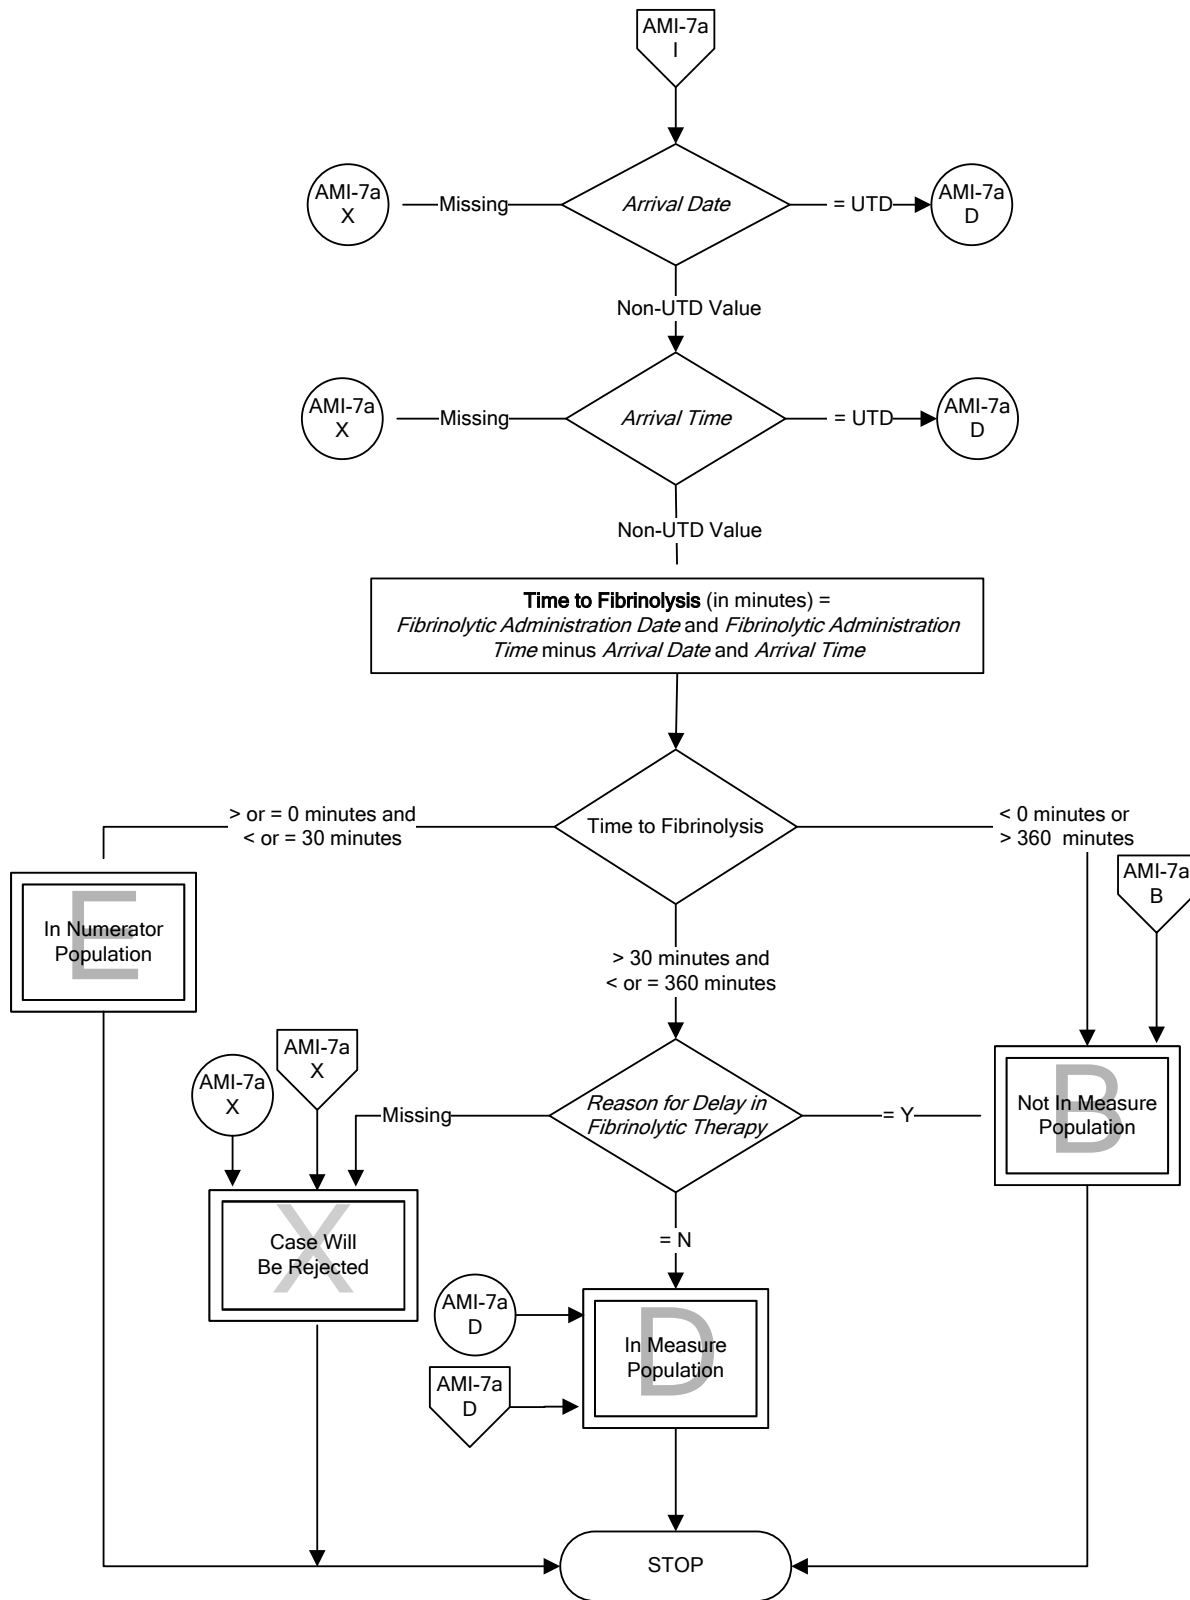 AMI-7a
I
AMI-7a
X
Missing
Arrival Date
= UTD
AMI-7a
D
Non-UTD Value
AMI-7a
X
Missing
Arrival Time
= UTD
AMI-7a
D
Non-UTD Value
Time to Fibrinolysis (in minutes) =
Fibrinolytic Administration Date and Fibrinolytic Administration
Time minus Arrival Date and Arrival Time
> or = 0 minutes and
< or = 30 minutes
Time to Fibrinolysis
< 0 minutes or
> 360 minutes
AMI-7a
B
E
In Numerator
Population
> 30 minutes and
< or = 360 minutes
AMI-7a
X
AMI-7a
X
Missing
Reason for Delay in
Fibrinolytic Therapy
= Y
B
Not In Measure
Population
X
Case Will
Be Rejected
= N
AMI-7a
D
D
In Measure
Population
AMI-7a
D
STOP